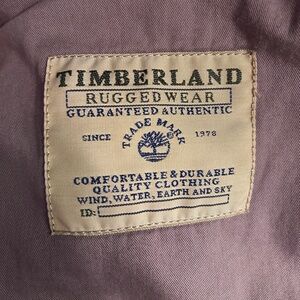 TIMBERLAND
RUGGEDWEAR
GUARANTEED AUTHENTIC
TRADE MARK
SINCE 1978
COMFORTABLE & DURABLE
QUALITY CLOTHING
WIND, WATER, EARTH AND SKY
ID: